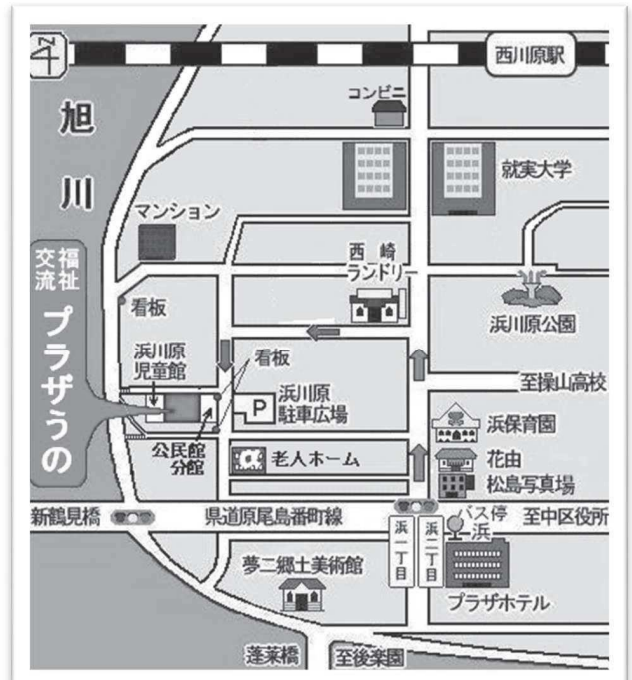 N
西川原駅
旭川
コンビニ
就実大学
マンション
西崎
ランドリー
福祉
交流
プラザうの
看板
浜川原公園
浜川原
児童館
看板
至操山高校
P
浜川原
駐車広場
浜保育園
公民館
分館
老人ホーム
花由
松島写真場
新鶴見橋
県道原尾島番町線
バス停
浜
至中区役所
浜一丁目
浜二丁目
夢二郷土美術館
プラザホテル
蓬莱橋
至後楽園